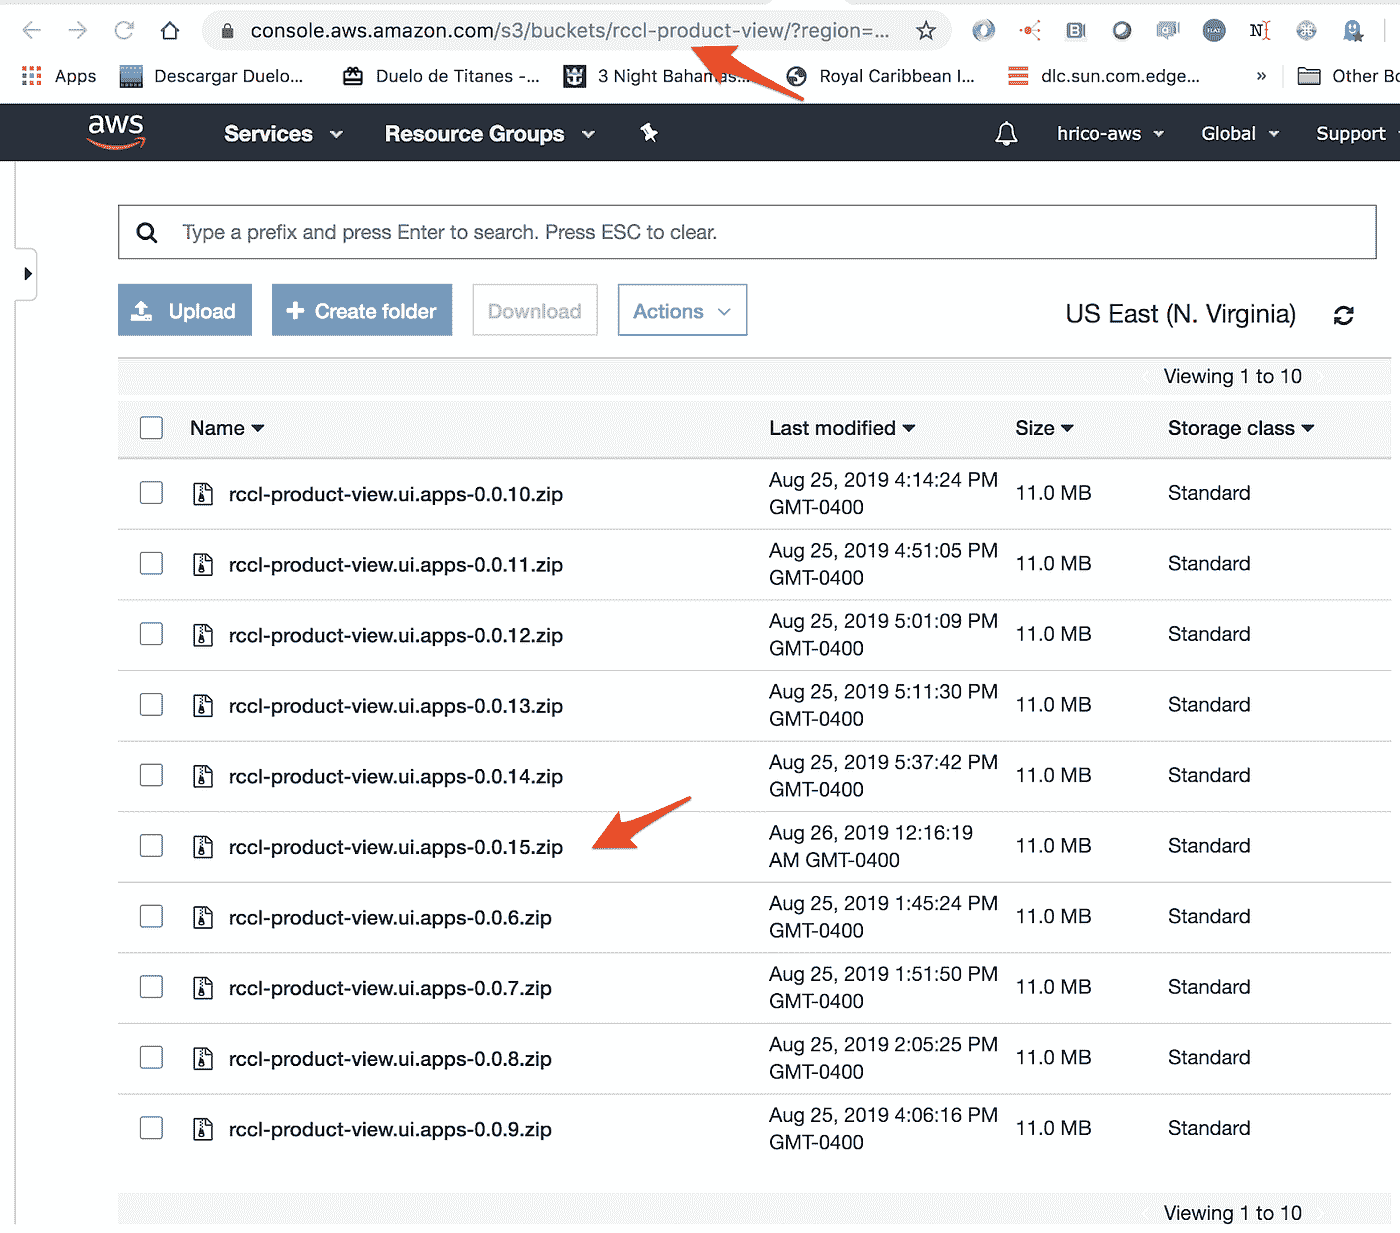 console.aws.amazon.com/s3/buckets/rccl-product-view/?region=...
Apps Descargar Duelo... Duelo de Titanes -... 3 Night Bahamas... Royal Caribbean I... dlc.sun.com.edge... » Other Bo
aws Services Resource Groups hrico-aws Global Support
Type a prefix and press Enter to search. Press ESC to clear.
Upload Create folder Download Actions US East (N. Virginia)
Viewing 1 to 10
Name Last modified Size Storage class
rccl-product-view.ui.apps-0.0.10.zip Aug 25, 2019 4:14:24 PM 11.0 MB Standard
GMT-0400
rccl-product-view.ui.apps-0.0.11.zip Aug 25, 2019 4:51:05 PM 11.0 MB Standard
GMT-0400
rccl-product-view.ui.apps-0.0.12.zip Aug 25, 2019 5:01:09 PM 11.0 MB Standard
GMT-0400
rccl-product-view.ui.apps-0.0.13.zip Aug 25, 2019 5:11:30 PM 11.0 MB Standard
GMT-0400
rccl-product-view.ui.apps-0.0.14.zip Aug 25, 2019 5:37:42 PM 11.0 MB Standard
GMT-0400
rccl-product-view.ui.apps-0.0.15.zip Aug 26, 2019 12:16:19 11.0 MB Standard
AM GMT-0400
rccl-product-view.ui.apps-0.0.6.zip Aug 25, 2019 1:45:24 PM 11.0 MB Standard
GMT-0400
rccl-product-view.ui.apps-0.0.7.zip Aug 25, 2019 1:51:50 PM 11.0 MB Standard
GMT-0400
rccl-product-view.ui.apps-0.0.8.zip Aug 25, 2019 2:05:25 PM 11.0 MB Standard
GMT-0400
rccl-product-view.ui.apps-0.0.9.zip Aug 25, 2019 4:06:16 PM 11.0 MB Standard
GMT-0400
Viewing 1 to 10